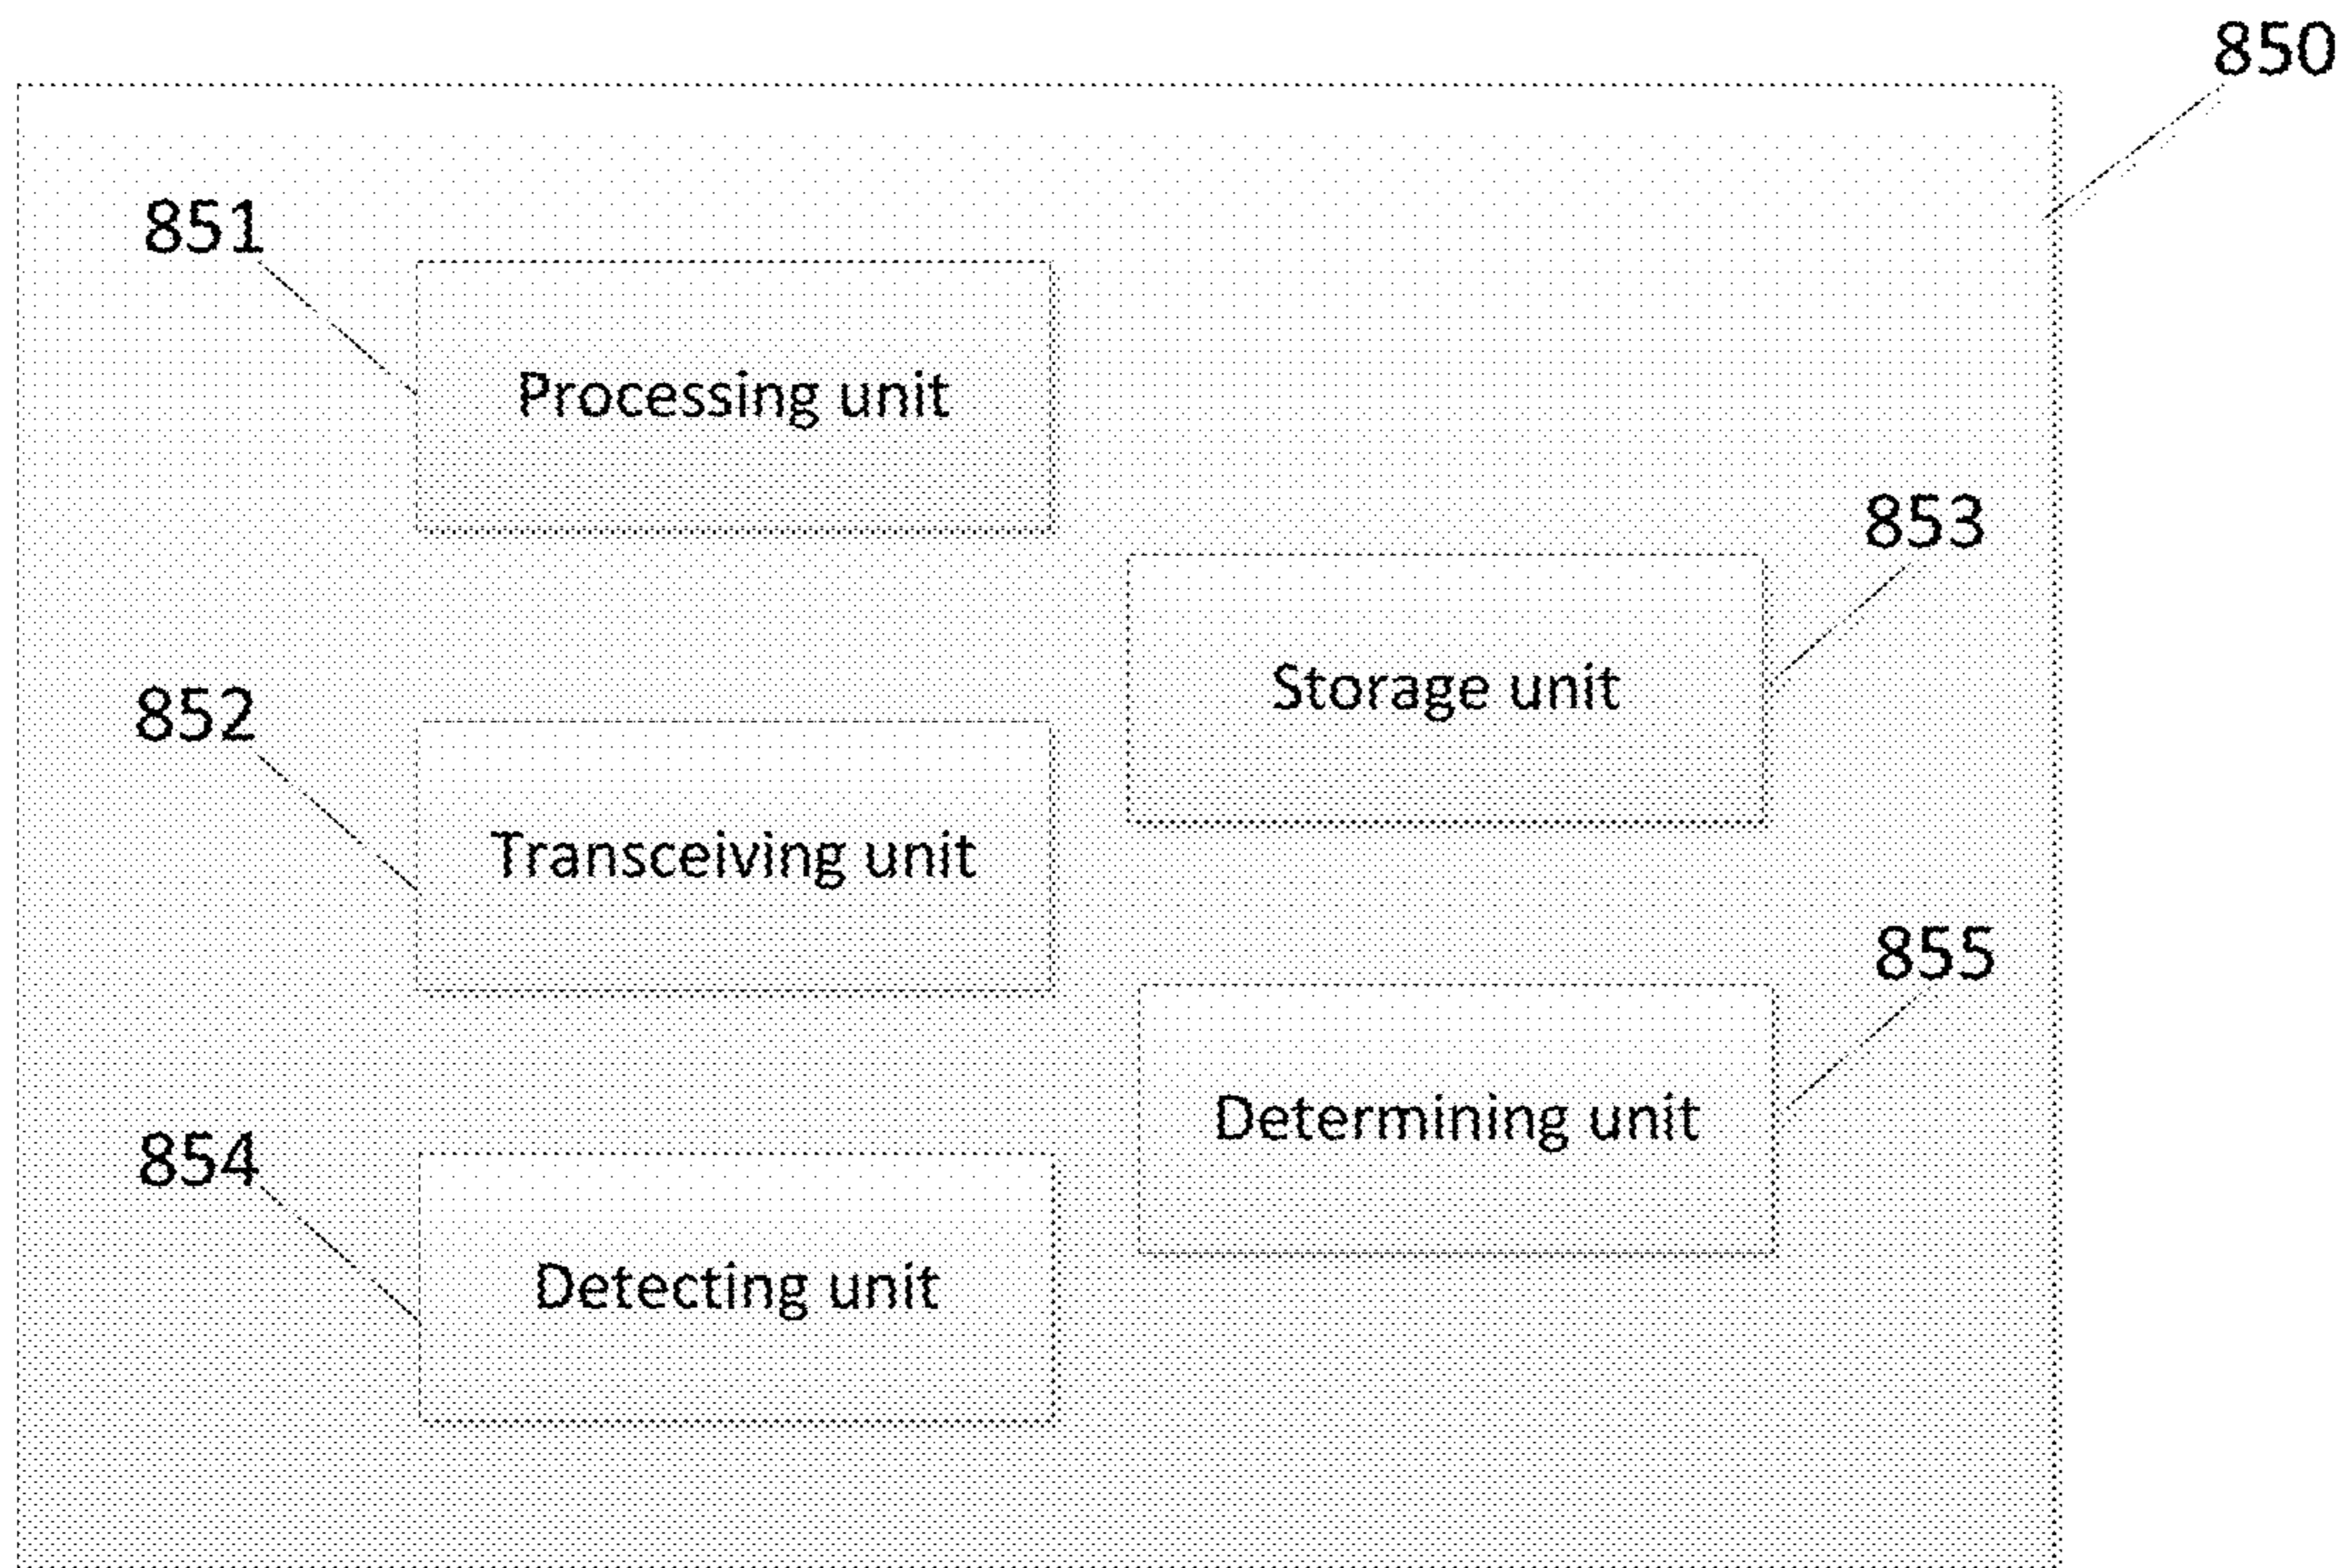 850
851
Processing unit
853
Storage unit
852
Transceiving unit
855
Determining unit
854
Detecting unit